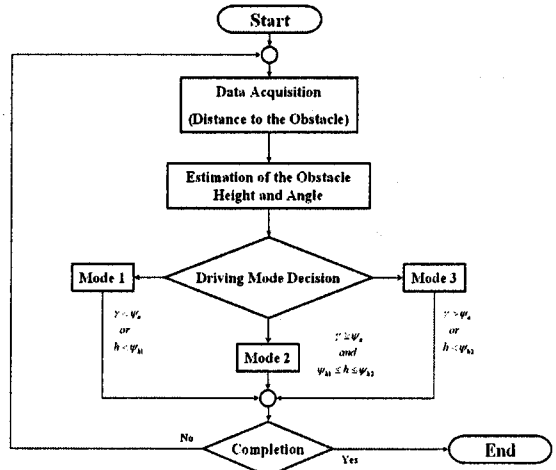 Start
Data Acquisition
(Distance to the Obstacle)
Estimation of the Obstacle
Height and Angle
Driving Mode Decision
Mode 1
Mode 3
γ < ψₐ
or
h < ψₕ₁
Mode 2
γ ≥ ψₐ
and
ψₕ₁ ≤ h ≤ ψₕ₂
γ > ψₐ
or
h < ψₕ₂
Completion
No
Yes
End